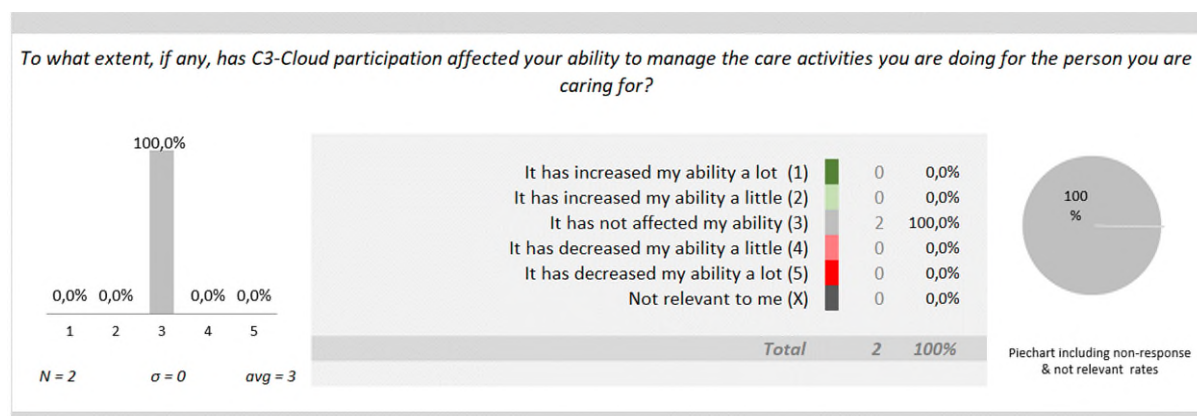 To what extent, if any, has C3-Cloud participation affected your ability to manage the care activities you are doing for the person you are
caring for?
100,0%
0,0% 0,0% 0,0% 0,0%
1 2 3 4 5
N = 2 σ = 0 avg = 3
It has increased my ability a lot (1) 0 0,0%
It has increased my ability a little (2) 0 0,0%
It has not affected my ability (3) 2 100,0%
It has decreased my ability a little (4) 0 0,0%
It has decreased my ability a lot (5) 0 0,0%
Not relevant to me (X) 0 0,0%
Total 2 100%
100
%
Piechart including non-response
& not relevant rates